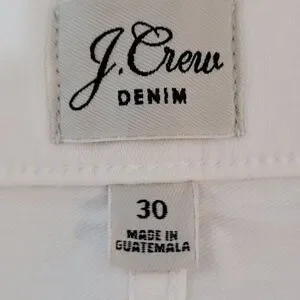 J.Crew
DENIM
30
MADE IN
GUATEMALA